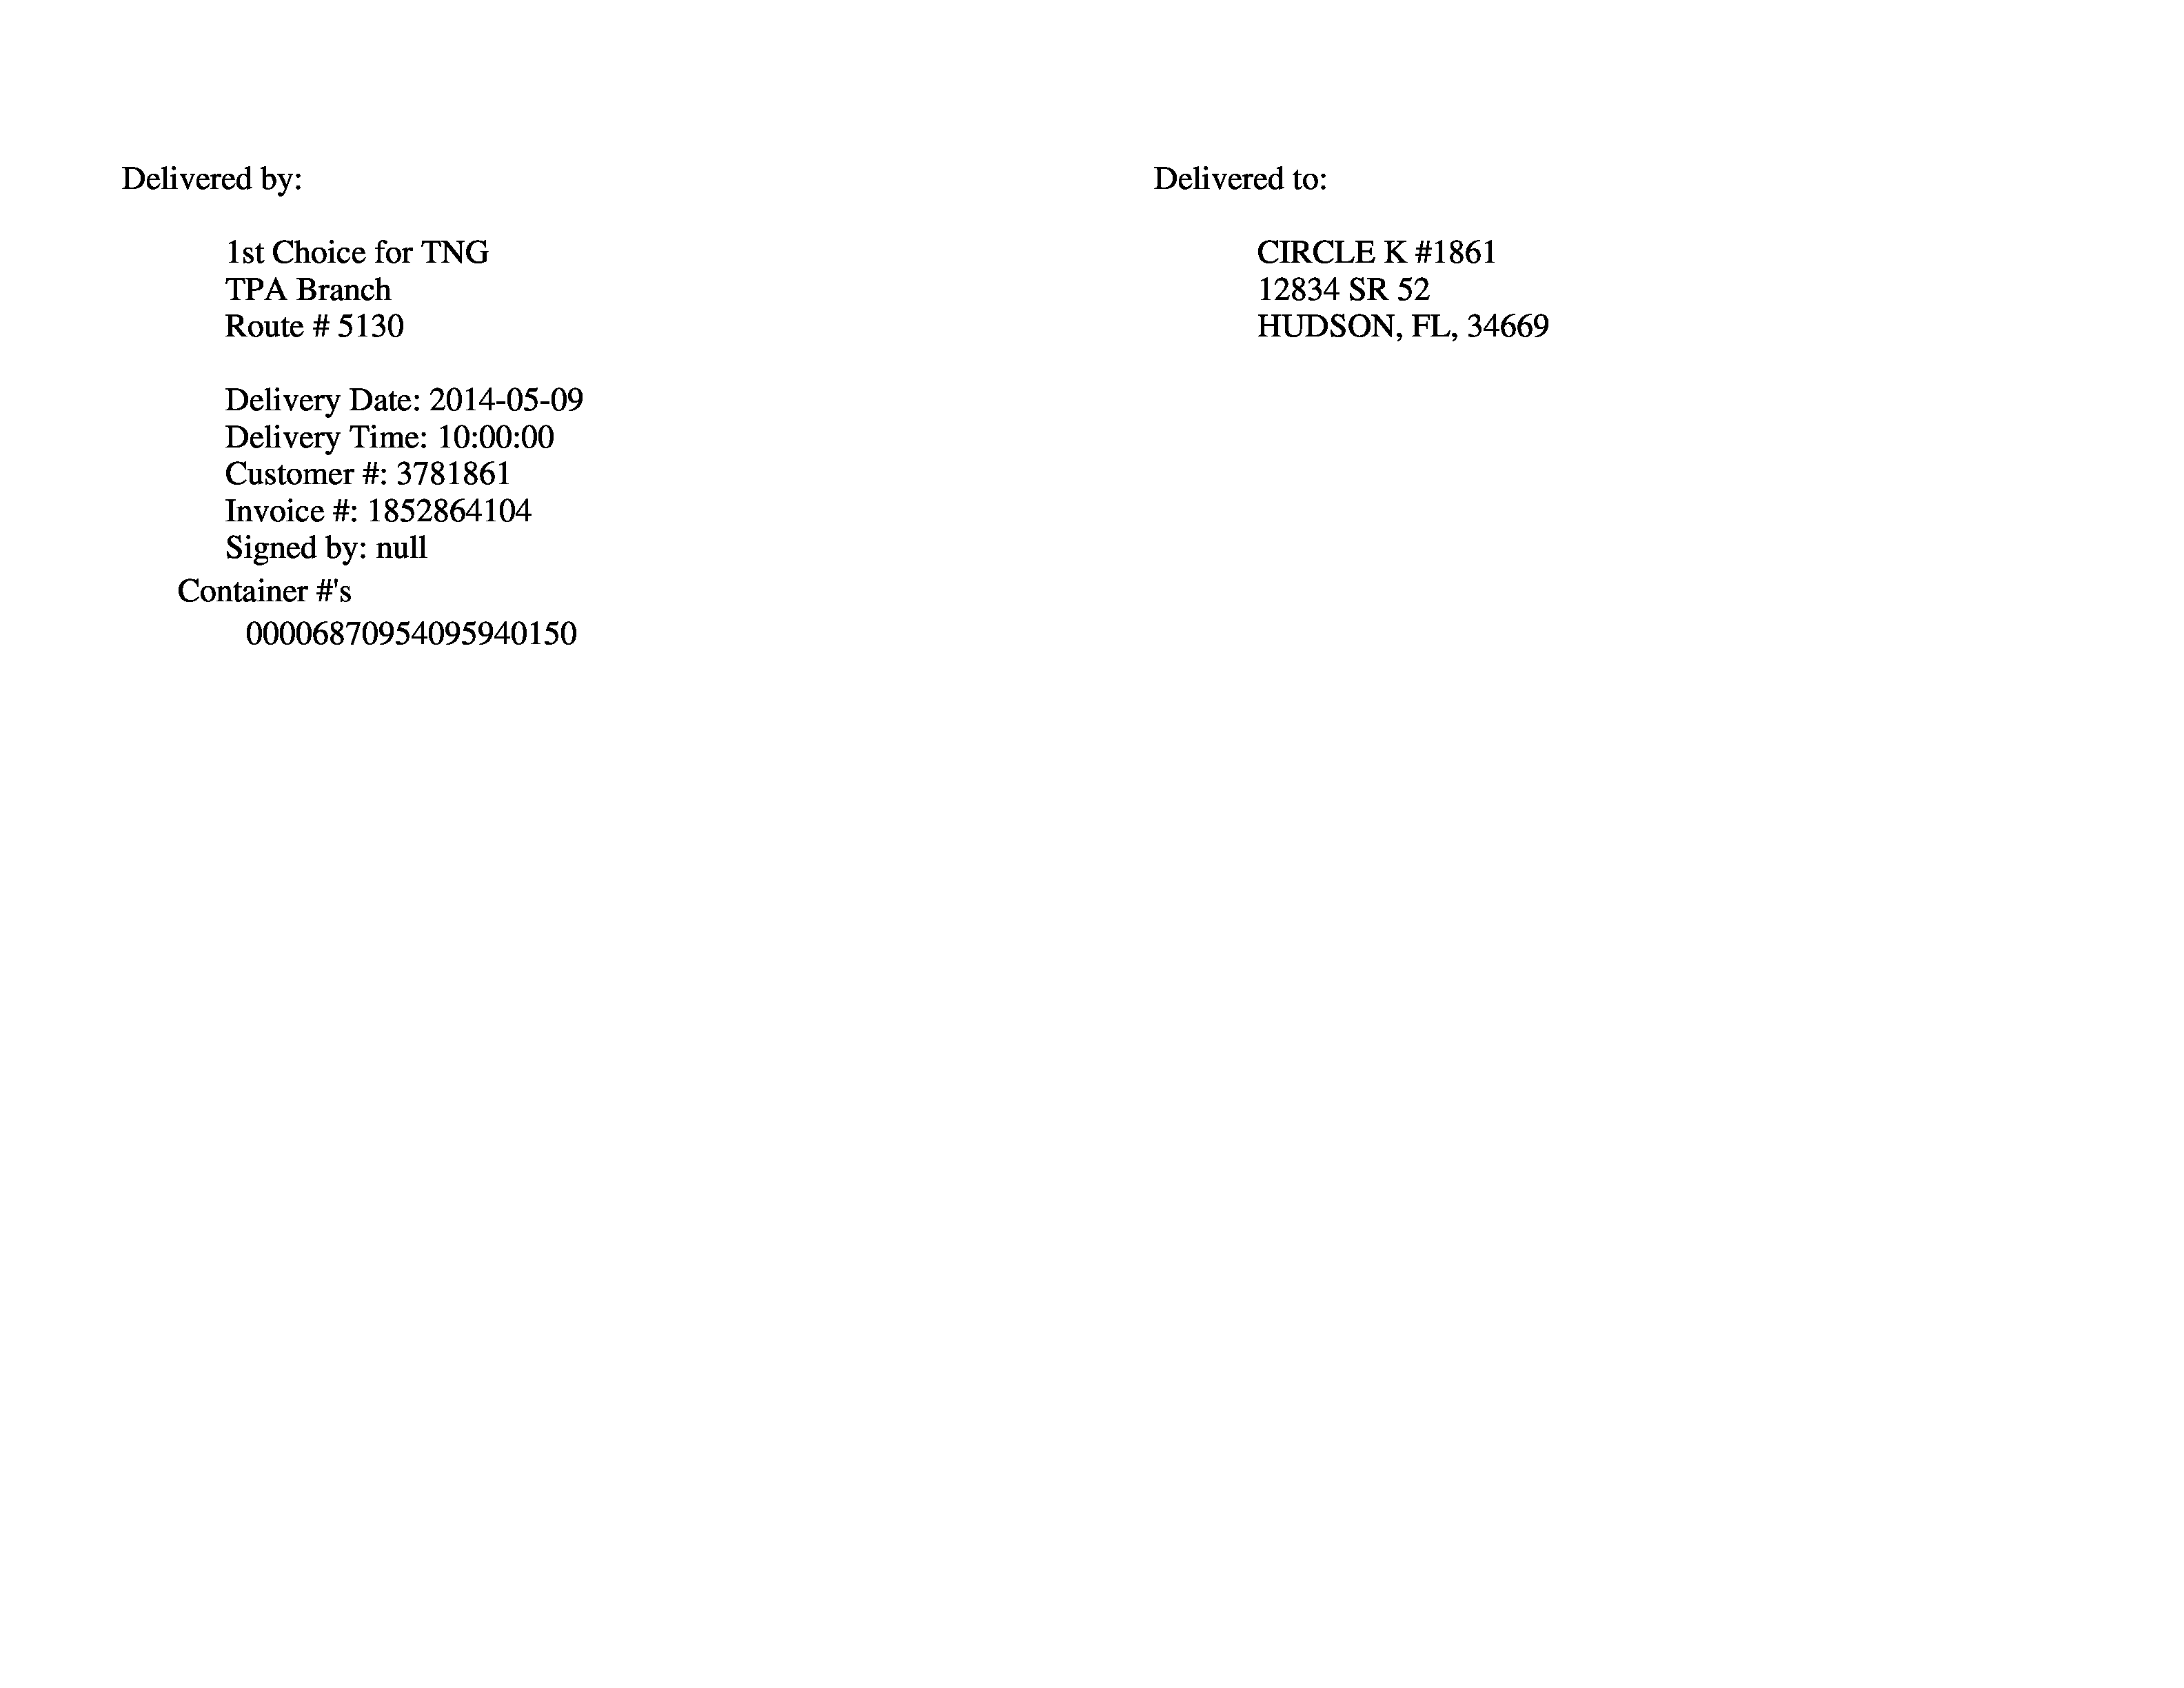 Delivered by:
1st Choice for TNG
TPA Branch
Route # 5130
Delivery Date: 2014-05-09
Delivery Time: 10:00:00
Customer #: 3781861
Invoice #: 1852864104
Signed by: null
Container #'s
00006870954095940150
Delivered to:
CIRCLE K #1861
12834 SR 52
HUDSON, FL, 34669